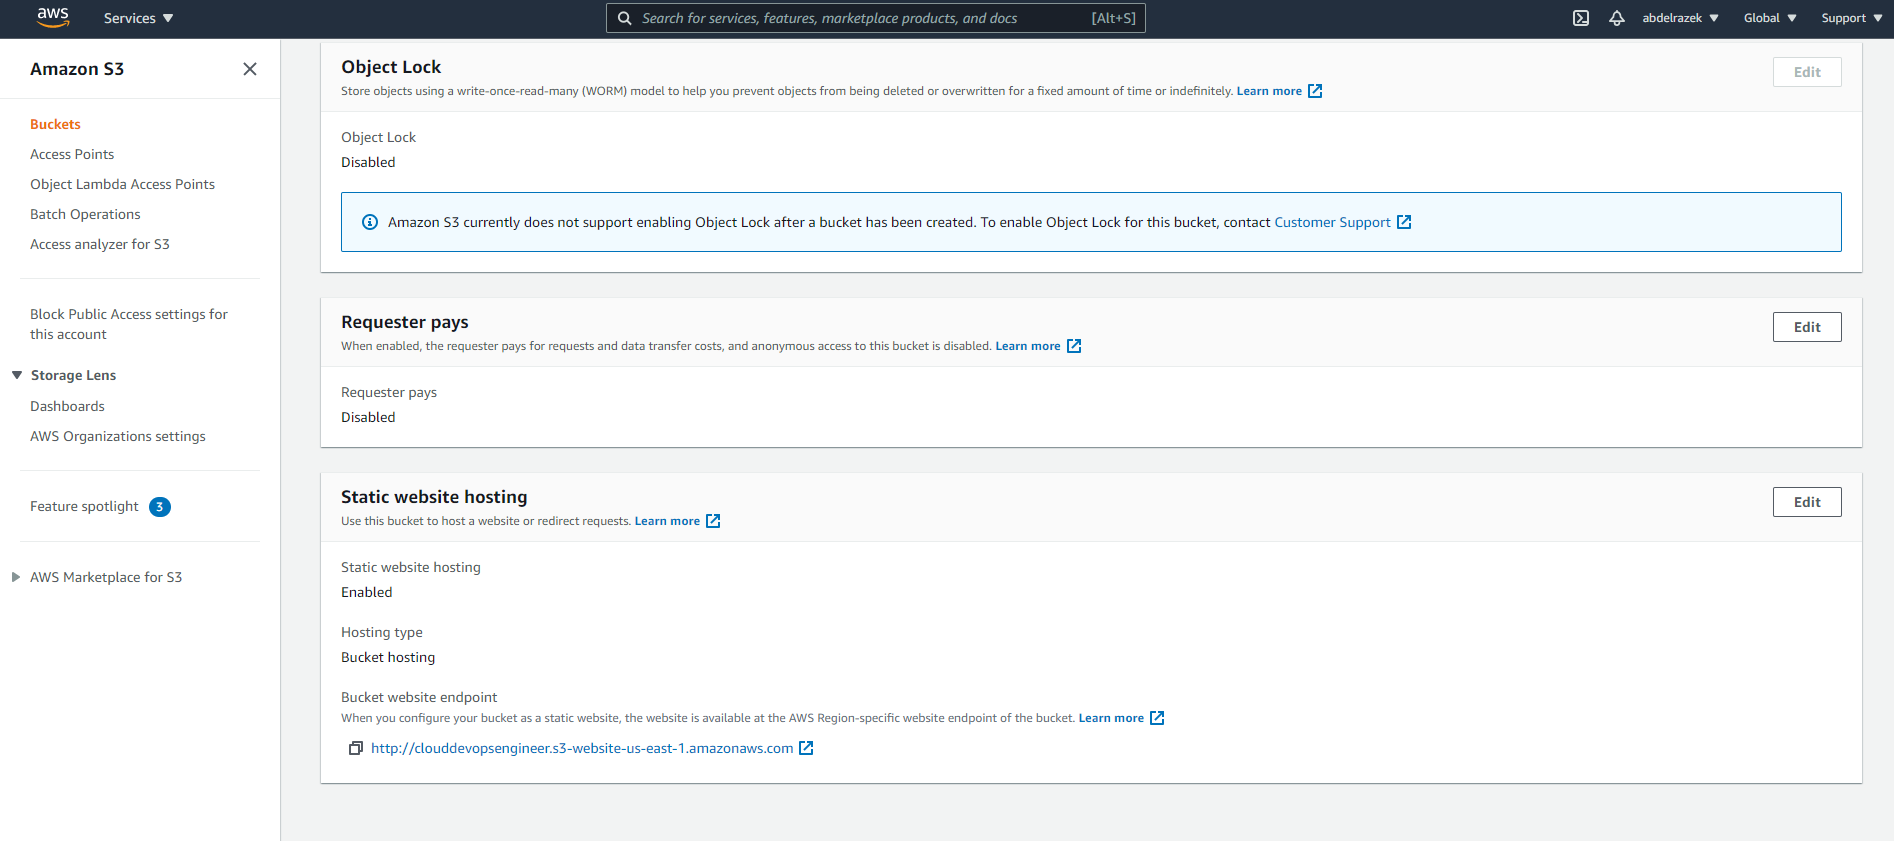 aws
Services
Search for services, features, marketplace products, and docs [Alt+S]
abdelrazek
Global
Support
Amazon S3
Buckets
Access Points
Object Lambda Access Points
Batch Operations
Access analyzer for S3
Block Public Access settings for
this account
Storage Lens
Dashboards
AWS Organizations settings
Feature spotlight 3
AWS Marketplace for S3
Object Lock
Edit
Store objects using a write-once-read-many (WORM) model to help you prevent objects from being deleted or overwritten for a fixed amount of time or indefinitely. Learn more
Object Lock
Disabled
Amazon S3 currently does not support enabling Object Lock after a bucket has been created. To enable Object Lock for this bucket, contact Customer Support
Requester pays
Edit
When enabled, the requester pays for requests and data transfer costs, and anonymous access to this bucket is disabled. Learn more
Requester pays
Disabled
Static website hosting
Edit
Use this bucket to host a website or redirect requests. Learn more
Static website hosting
Enabled
Hosting type
Bucket hosting
Bucket website endpoint
When you configure your bucket as a static website, the website is available at the AWS Region-specific website endpoint of the bucket. Learn more
http://clouddevopsengineer.s3-website-us-east-1.amazonaws.com